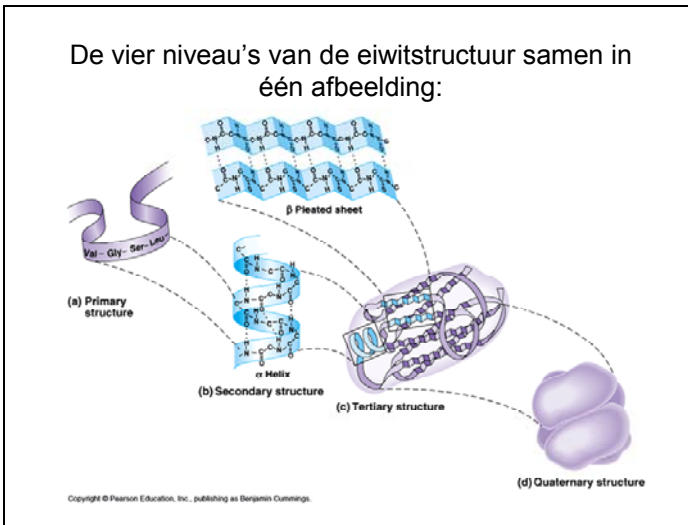 De vier niveau's van de eiwitstructuur samen in
één afbeelding:
β Pleated sheet
Val – Gly – Ser – Leu
(a) Primary
structure
α Helix
(b) Secondary structure
(c) Tertiary structure
(d) Quaternary structure
Copyright © Pearson Education, Inc., publishing as Benjamin Cummings.